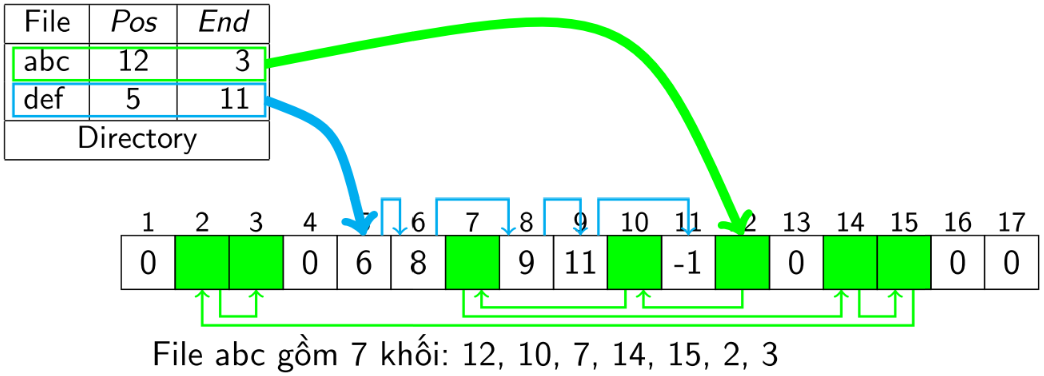 File Pos End
abc 12 3
def 5 11
Directory
1 2 3 4 5 6 7 8 9 10 11 12 13 14 15 16 17
0 0 6 8 9 11 -1 0 0 0
File abc gồm 7 khối: 12, 10, 7, 14, 15, 2, 3